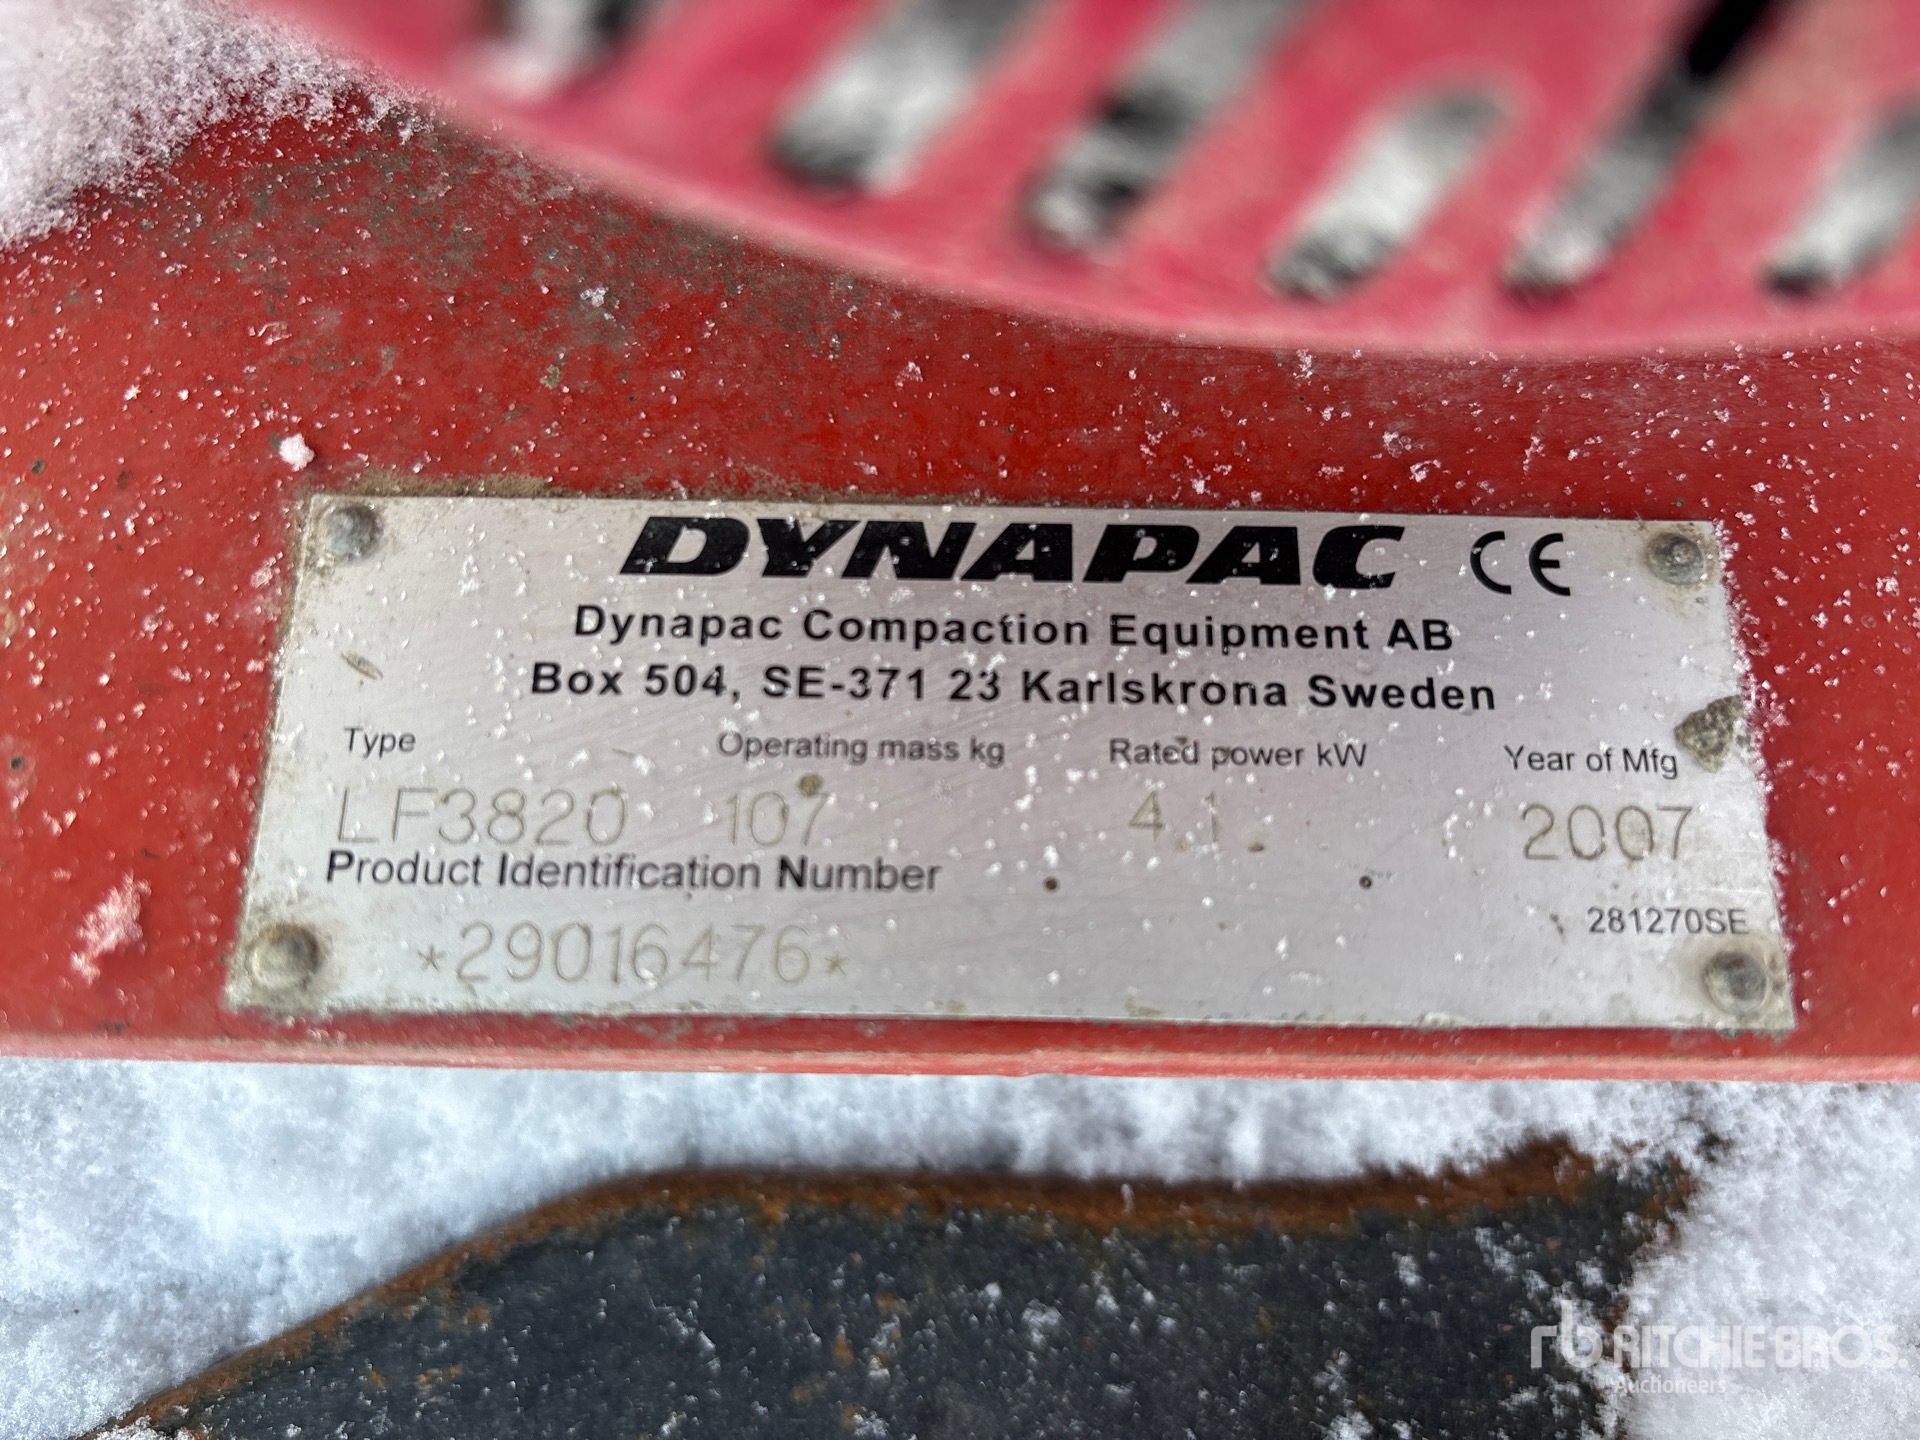 DYNAPAC CE
Dynapac Compaction Equipment AB
Box 504, SE-371 23 Karlskrona Sweden
Type Operating mass kg Rated power kW Year of Mfg
LF3820 107 4.1 2007
Product Identification Number
281270SE
*29016476*
rb RITCHIE BROS.
Auctioneers